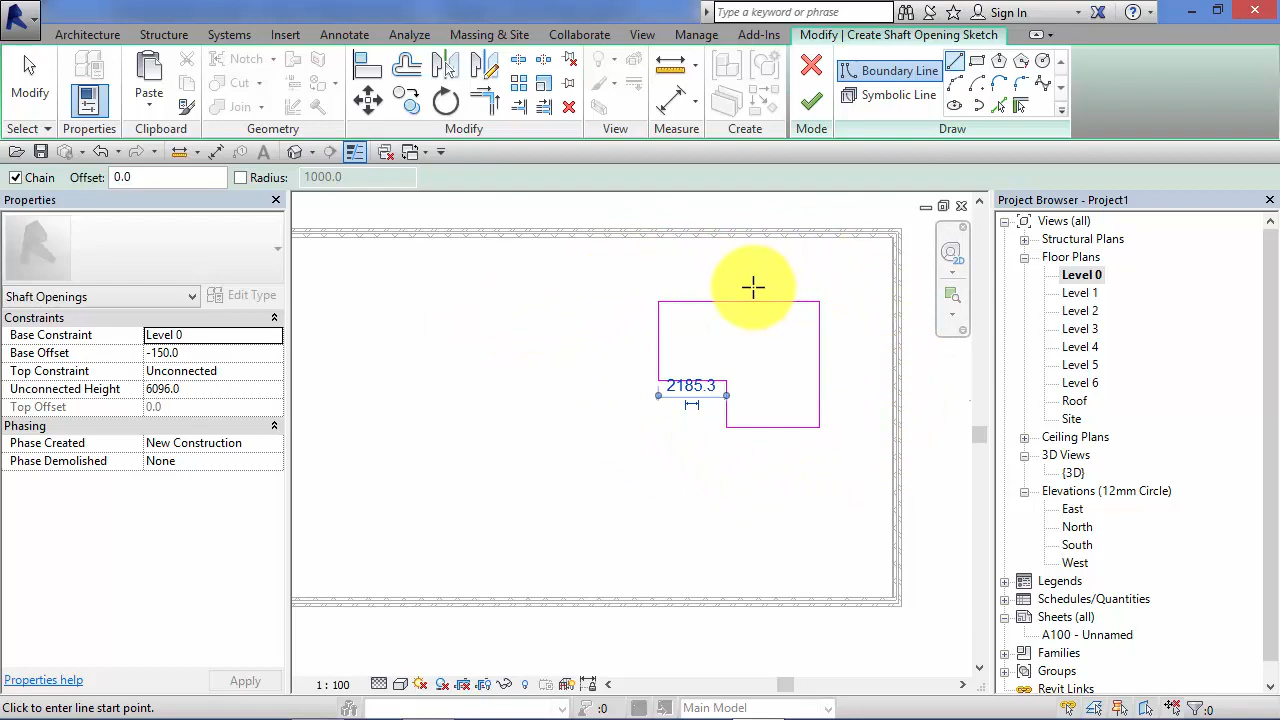 Type a keyword or phrase
Sign In
Architecture Structure Systems Insert Annotate Analyze Massing & Site Collaborate View Manage Add-Ins Modify | Create Shaft Opening Sketch
Modify
Paste
Notch
Cut
Join
Boundary Line
Symbolic Line
Select Properties Clipboard Geometry Modify View Measure Create Mode Draw
Chain Offset: 0.0 Radius: 1000.0
Properties
Shaft Openings
Edit Type
Constraints
Base Constraint Level 0
Base Offset -150.0
Top Constraint Unconnected
Unconnected Height 6096.0
Top Offset 0.0
Phasing
Phase Created New Construction
Phase Demolished None
Properties help
Apply
2D
2185.3
Project Browser - Project1
Views (all)
Structural Plans
Floor Plans
Level 0
Level 1
Level 2
Level 3
Level 4
Level 5
Level 6
Roof
Site
Ceiling Plans
3D Views
{3D}
Elevations (12mm Circle)
East
North
South
West
Legends
Schedules/Quantities
Sheets (all)
A100 - Unnamed
Families
Groups
Revit Links
1 : 100
Click to enter line start point.
:0
Main Model
:0